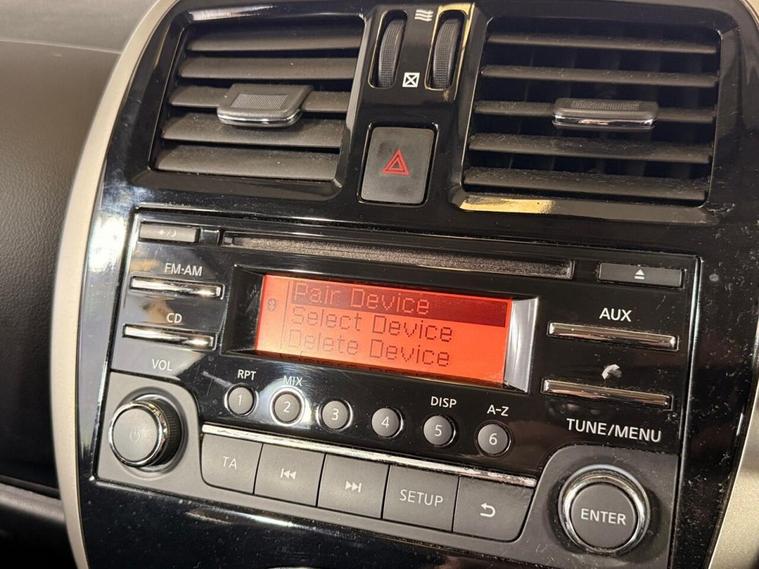 FM-AM
CD
VOL
Pair Device
Select Device
Delete Device
AUX
RPT
1
MIX
2
3
4
DISP
5
A-Z
6
TUNE/MENU
TA
SETUP
ENTER